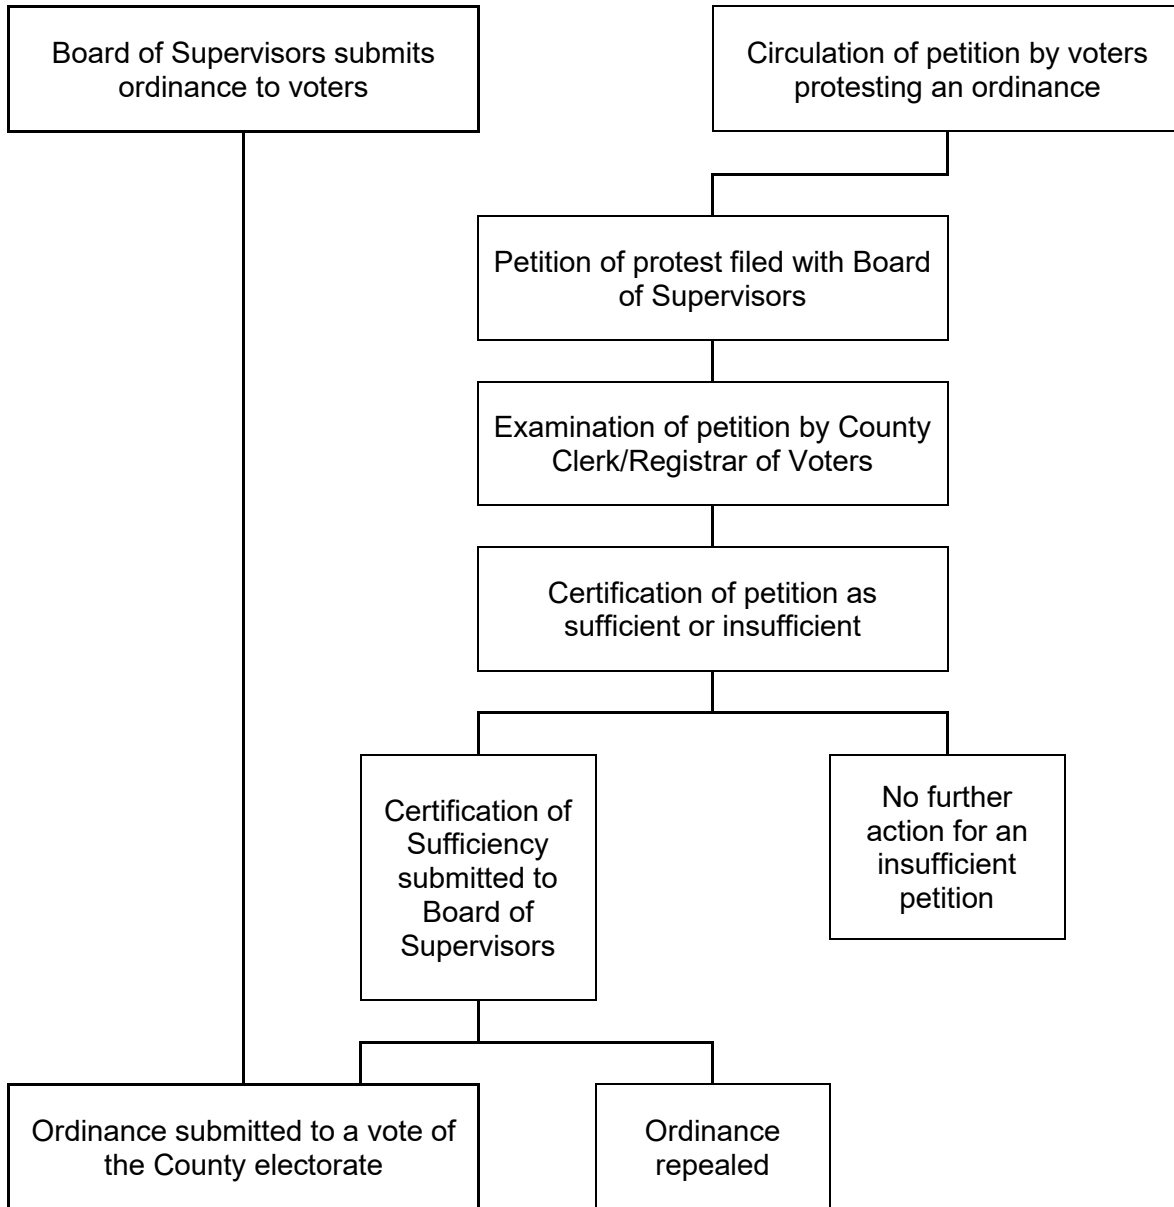 Board of Supervisors submits
ordinance to voters
Circulation of petition by voters
protesting an ordinance
Petition of protest filed with Board
of Supervisors
Examination of petition by County
Clerk/Registrar of Voters
Certification of petition as
sufficient or insufficient
Certification of
Sufficiency
submitted to
Board of
Supervisors
No further
action for an
insufficient
petition
Ordinance submitted to a vote of
the County electorate
Ordinance
repealed